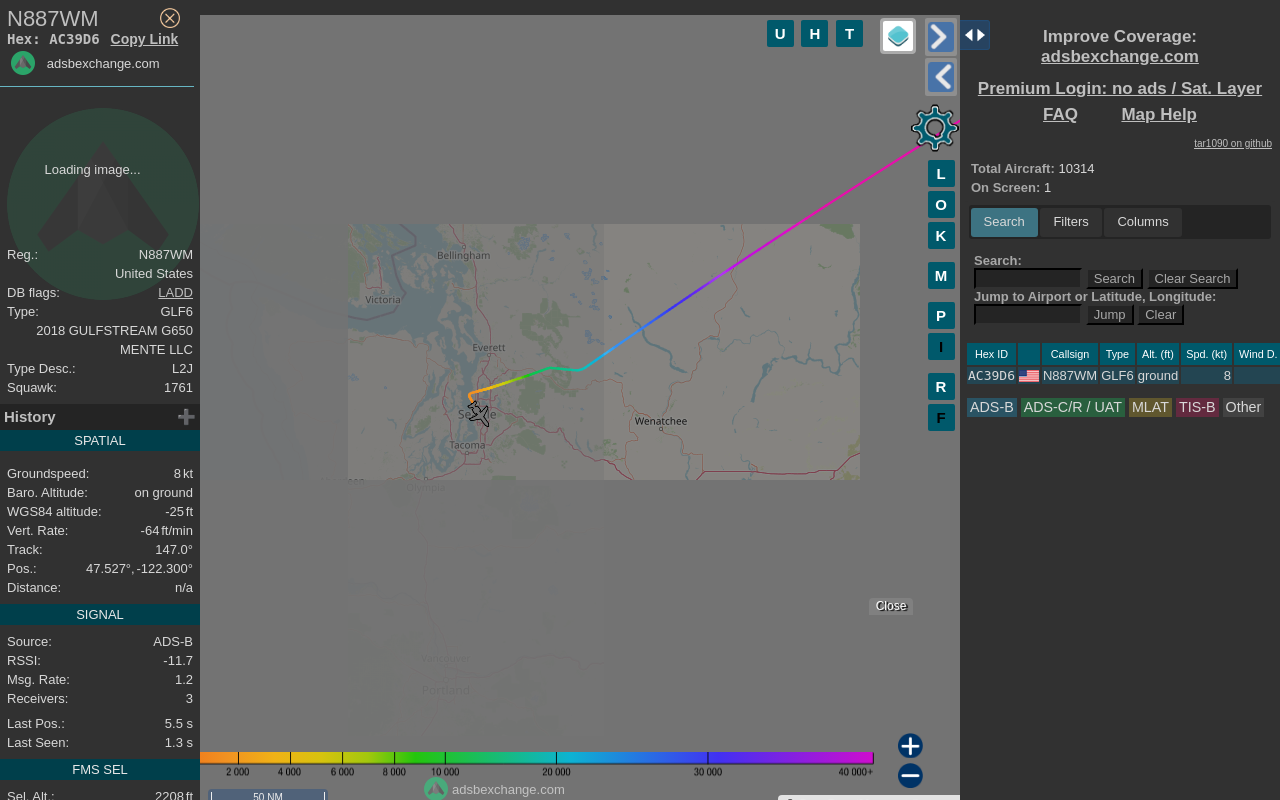 N887WM
Hex: AC39D6 Copy Link
adsbexchange.com
Loading image...
Reg.: N887WM
United States
DB flags: LADD
Type: GLF6
2018 GULFSTREAM G650
MENTE LLC
Type Desc.: L2J
Squawk: 1761
History
SPATIAL
Groundspeed: 8 kt
Baro. Altitude: on ground
WGS84 altitude: -25 ft
Vert. Rate: -64 ft/min
Track: 147.0°
Pos.: 47.527°, -122.300°
Distance: n/a
SIGNAL
Source: ADS-B
RSSI: -11.7
Msg. Rate: 1.2
Receivers: 3
Last Pos.: 5.5 s
Last Seen: 1.3 s
FMS SEL
Sel. Alt.: 2208 ft
U H T
L
O
K
M
P
I
R
F
Bellingham
Victoria
Everett
Wenatchee
Tacoma
Portland
Close
2 000 4 000 6 000 8 000 10 000 20 000 30 000 40 000+
adsbexchange.com
50 NM
Improve Coverage:
adsbexchange.com
Premium Login: no ads / Sat. Layer
FAQ Map Help
tar1090 on github
Total Aircraft: 10314
On Screen: 1
Search Filters Columns
Search:
Search Clear Search
Jump to Airport or Latitude, Longitude:
Jump Clear
Hex ID Callsign Type Alt. (ft) Spd. (kt) Wind D.
AC39D6 N887WM GLF6 ground 8
ADS-B ADS-C/R / UAT MLAT TIS-B Other